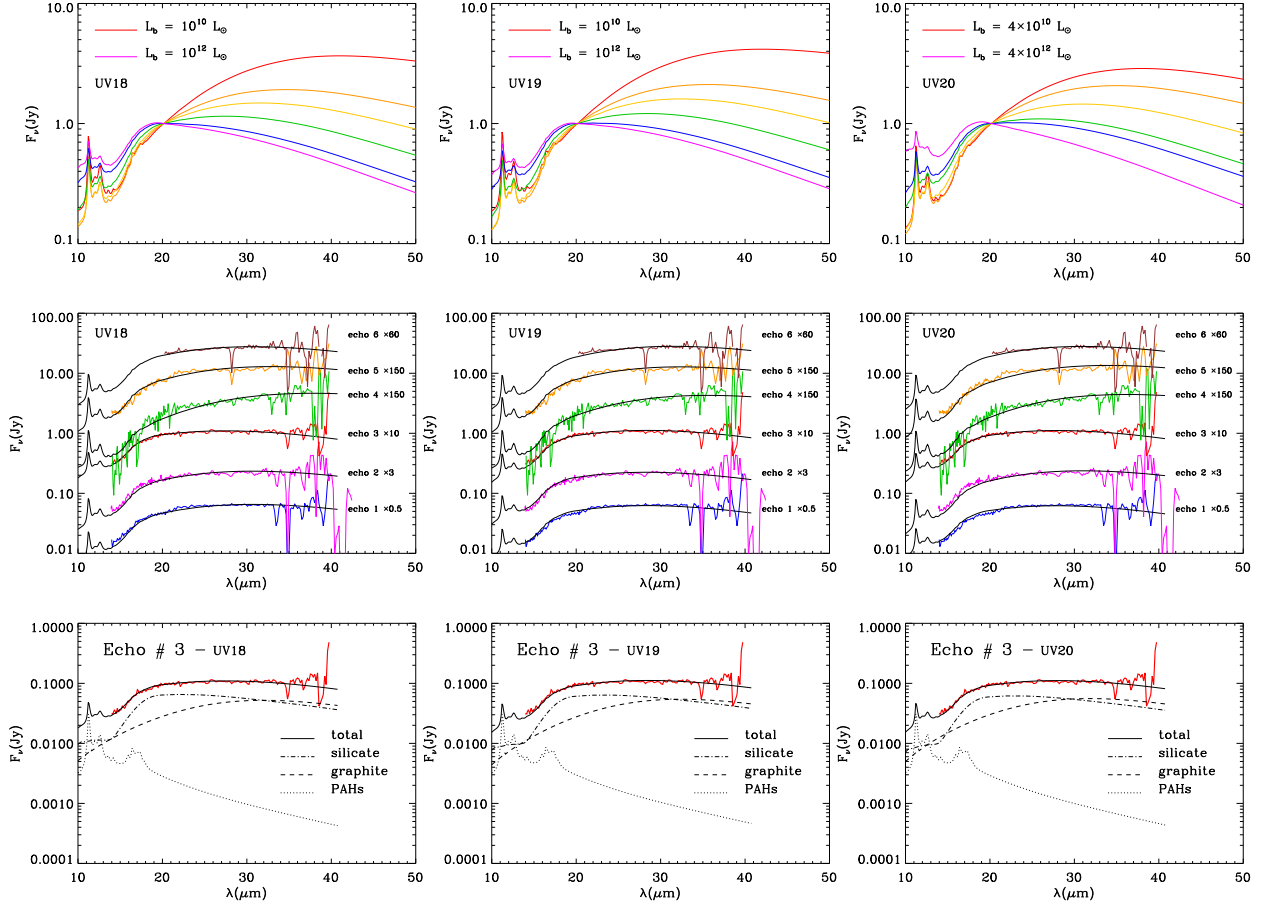 L_b = 10^10 L_⊙
L_b = 10^12 L_⊙
UV18
F_ν(Jy)
10.0
1.0
0.1
10 20 30 40 50
λ(μm)
L_b = 10^10 L_⊙
L_b = 10^12 L_⊙
UV19
F_ν(Jy)
10.0
1.0
0.1
10 20 30 40 50
λ(μm)
L_b = 4×10^10 L_⊙
L_b = 4×10^12 L_⊙
UV20
F_ν(Jy)
10.0
1.0
0.1
10 20 30 40 50
λ(μm)
UV18
echo 6 ×60
echo 5 ×150
echo 4 ×150
echo 3 ×10
echo 2 ×3
echo 1 ×0.5
F_ν(Jy)
100.00
10.00
1.00
0.10
0.01
10 20 30 40 50
λ(μm)
UV19
echo 6 ×60
echo 5 ×150
echo 4 ×150
echo 3 ×10
echo 2 ×3
echo 1 ×0.5
F_ν(Jy)
100.00
10.00
1.00
0.10
0.01
10 20 30 40 50
λ(μm)
UV20
echo 6 ×60
echo 5 ×150
echo 4 ×150
echo 3 ×10
echo 2 ×3
echo 1 ×0.5
F_ν(Jy)
100.00
10.00
1.00
0.10
0.01
10 20 30 40 50
λ(μm)
Echo # 3 – UV18
total
silicate
graphite
PAHs
F_ν(Jy)
1.0000
0.1000
0.0100
0.0010
0.0001
10 20 30 40 50
λ(μm)
Echo # 3 – UV19
total
silicate
graphite
PAHs
F_ν(Jy)
1.0000
0.1000
0.0100
0.0010
0.0001
10 20 30 40 50
λ(μm)
Echo # 3 – UV20
total
silicate
graphite
PAHs
F_ν(Jy)
1.0000
0.1000
0.0100
0.0010
0.0001
10 20 30 40 50
λ(μm)